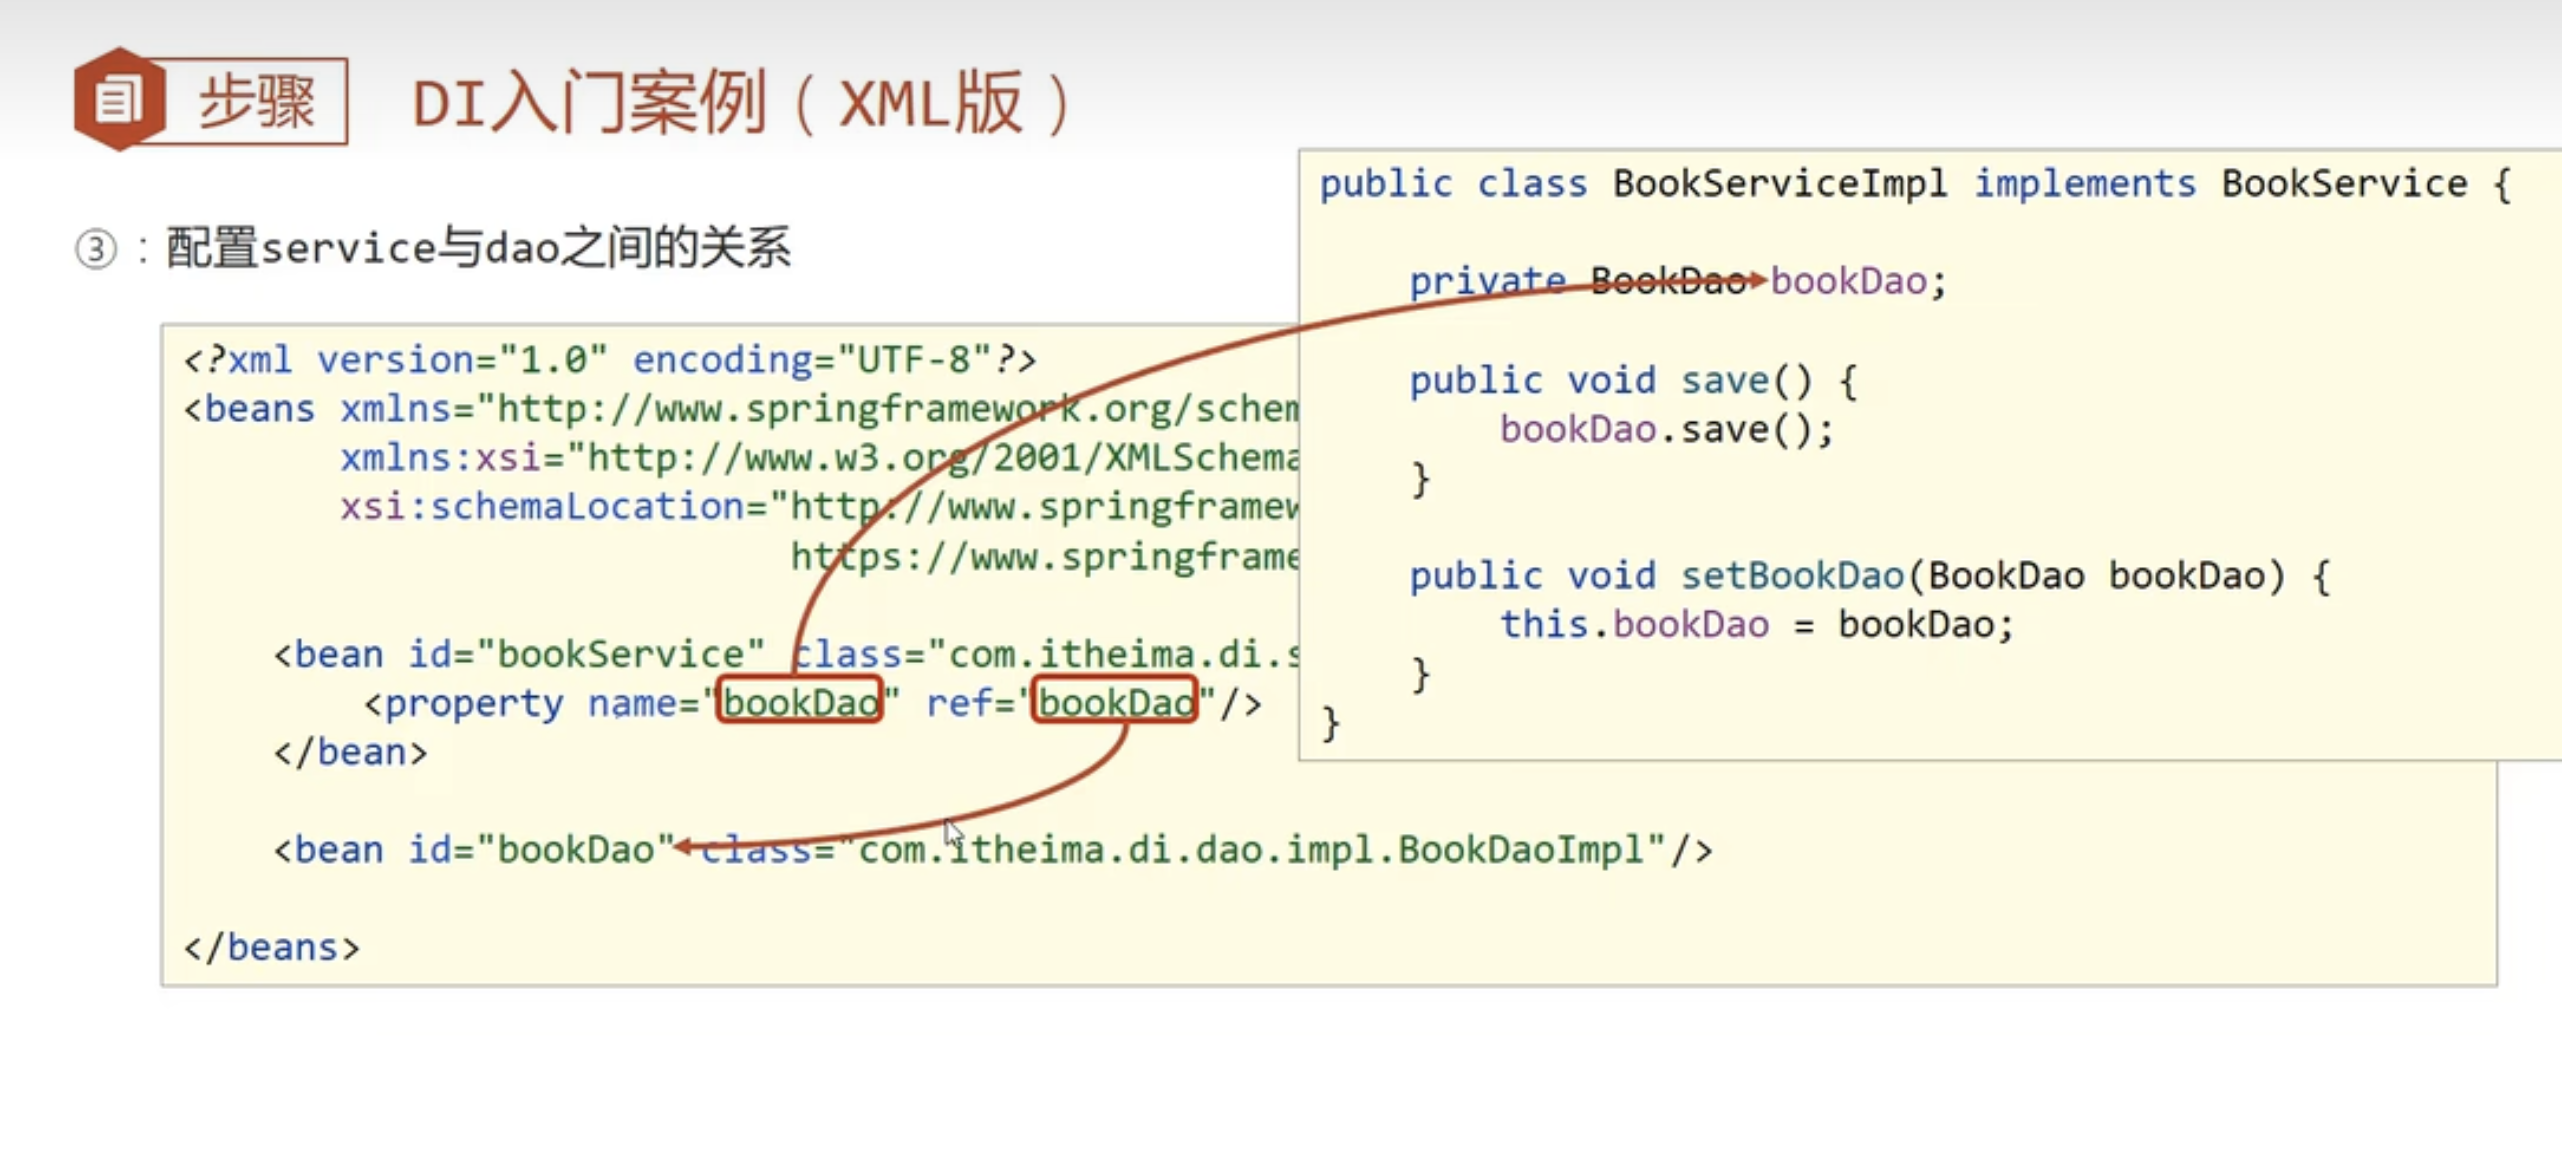 步骤
DI入门案例（XML版）
③：配置service与dao之间的关系
<?xml version="1.0" encoding="UTF-8"?>
<beans xmlns="http://www.springframework.org/schem
xmlns:xsi="http://www.w3.org/2001/XMLSchema
xsi:schemaLocation="http://www.springframew
https://www.springframe
<bean id="bookService" class="com.itheima.di.s
<property name="bookDao" ref="bookDao"/>
</bean>
<bean id="bookDao" class="com.itheima.di.dao.impl.BookDaoImpl"/>
</beans>
public class BookServiceImpl implements BookService {
private BookDao bookDao;
public void save() {
bookDao.save();
}
public void setBookDao(BookDao bookDao) {
this.bookDao = bookDao;
}
}